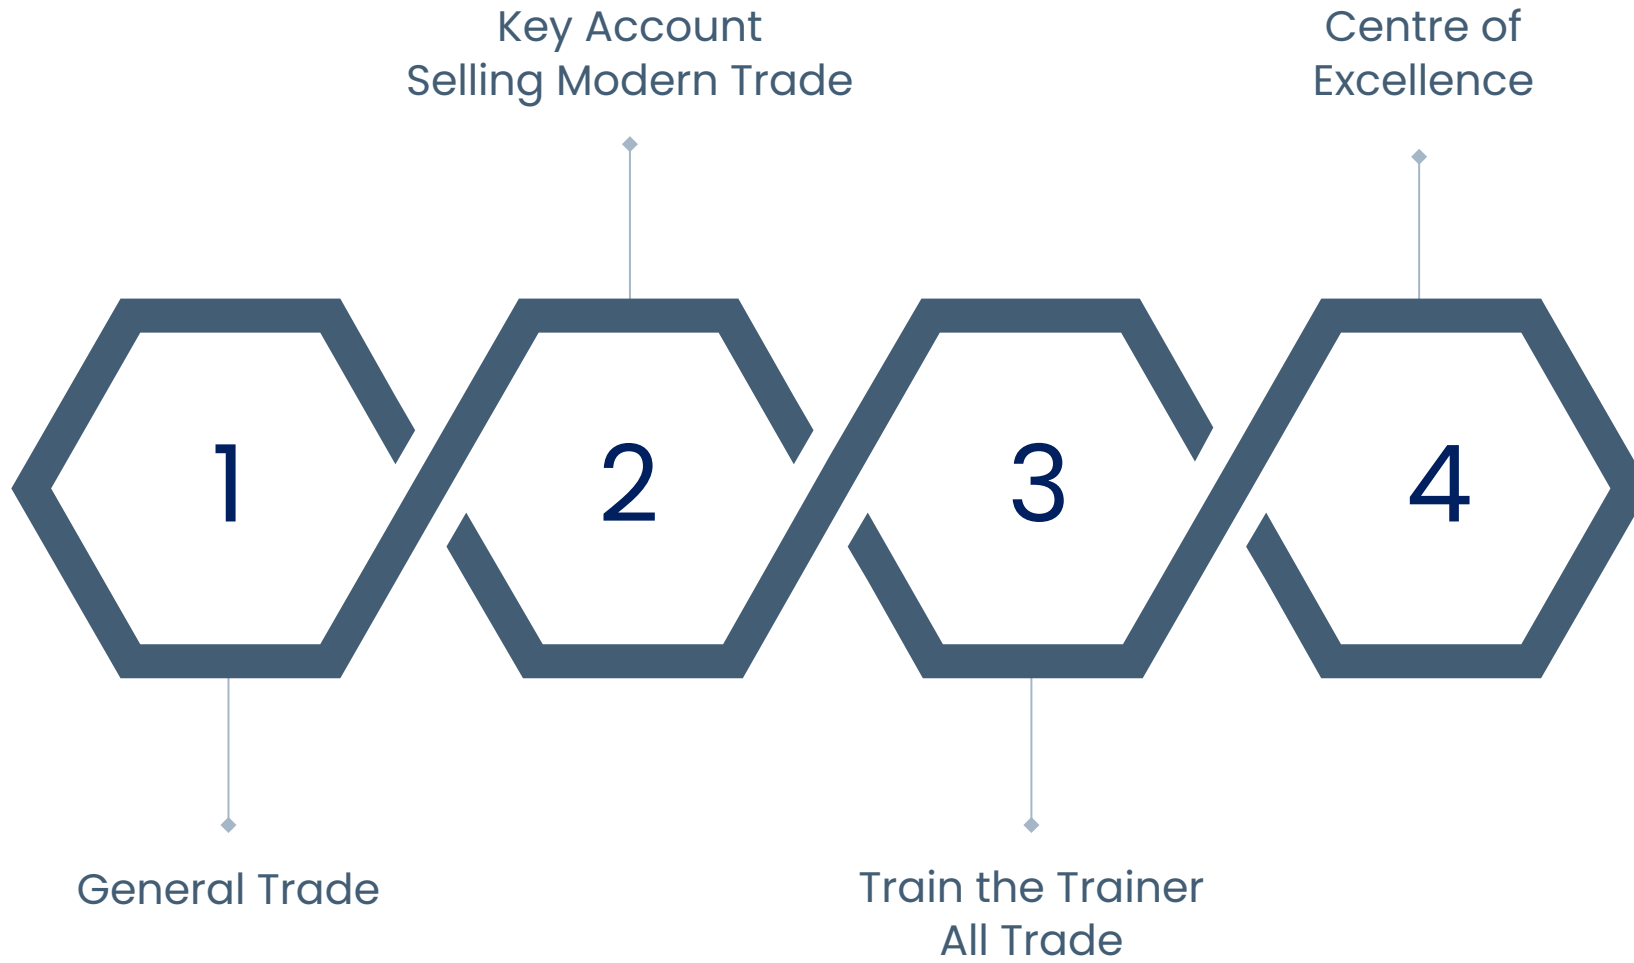 Key Account
Selling Modern Trade
Centre of
Excellence
1
2
3
4
General Trade
Train the Trainer
All Trade